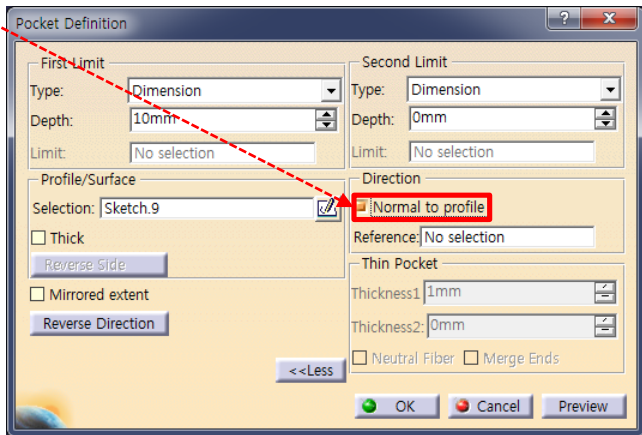 Pocket Definition
?
First Limit
Type: Dimension
Depth: 10mm
Limit: No selection
Profile/Surface
Selection: Sketch.9
Thick
Reverse Side
Mirrored extent
Reverse Direction
<<Less
Second Limit
Type: Dimension
Depth: 0mm
Limit: No selection
Direction
Normal to profile
Reference: No selection
Thin Pocket
Thickness1 1mm
Thickness2: 0mm
Neutral Fiber Merge Ends
OK Cancel Preview